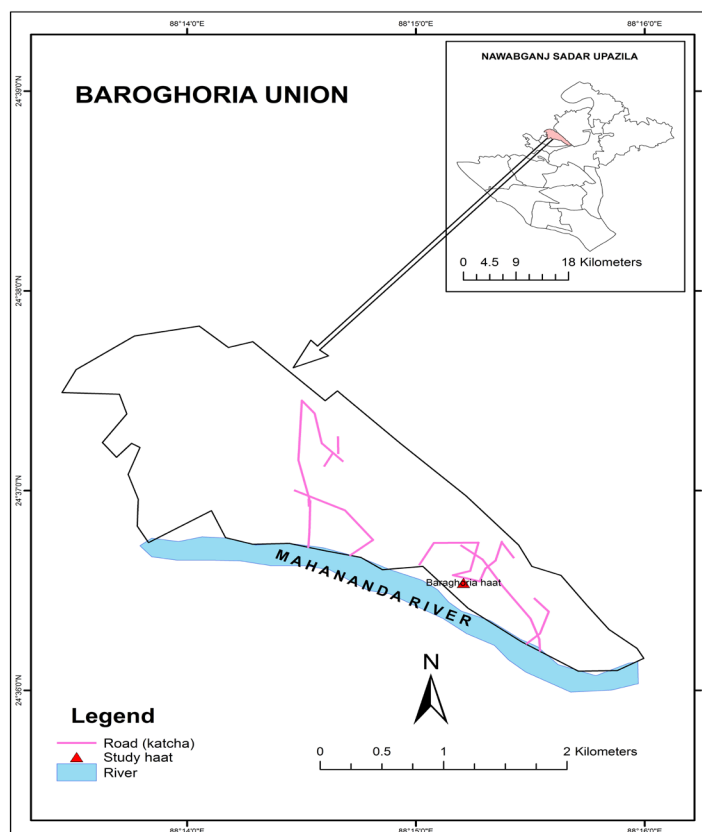 88°14'0"E 88°15'0"E 88°16'0"E
NAWABGANJ SADAR UPAZILA
24°39'0"N
BAROGHORIA UNION
0 4.5 9 18 Kilometers
24°38'0"N
24°37'0"N
MAHANANDA RIVER
Baraghoria haat
24°36'0"N
N
Legend
Road (katcha)
Study haat
River
0 0.5 1 2 Kilometers
88°14'0"E 88°15'0"E 88°16'0"E